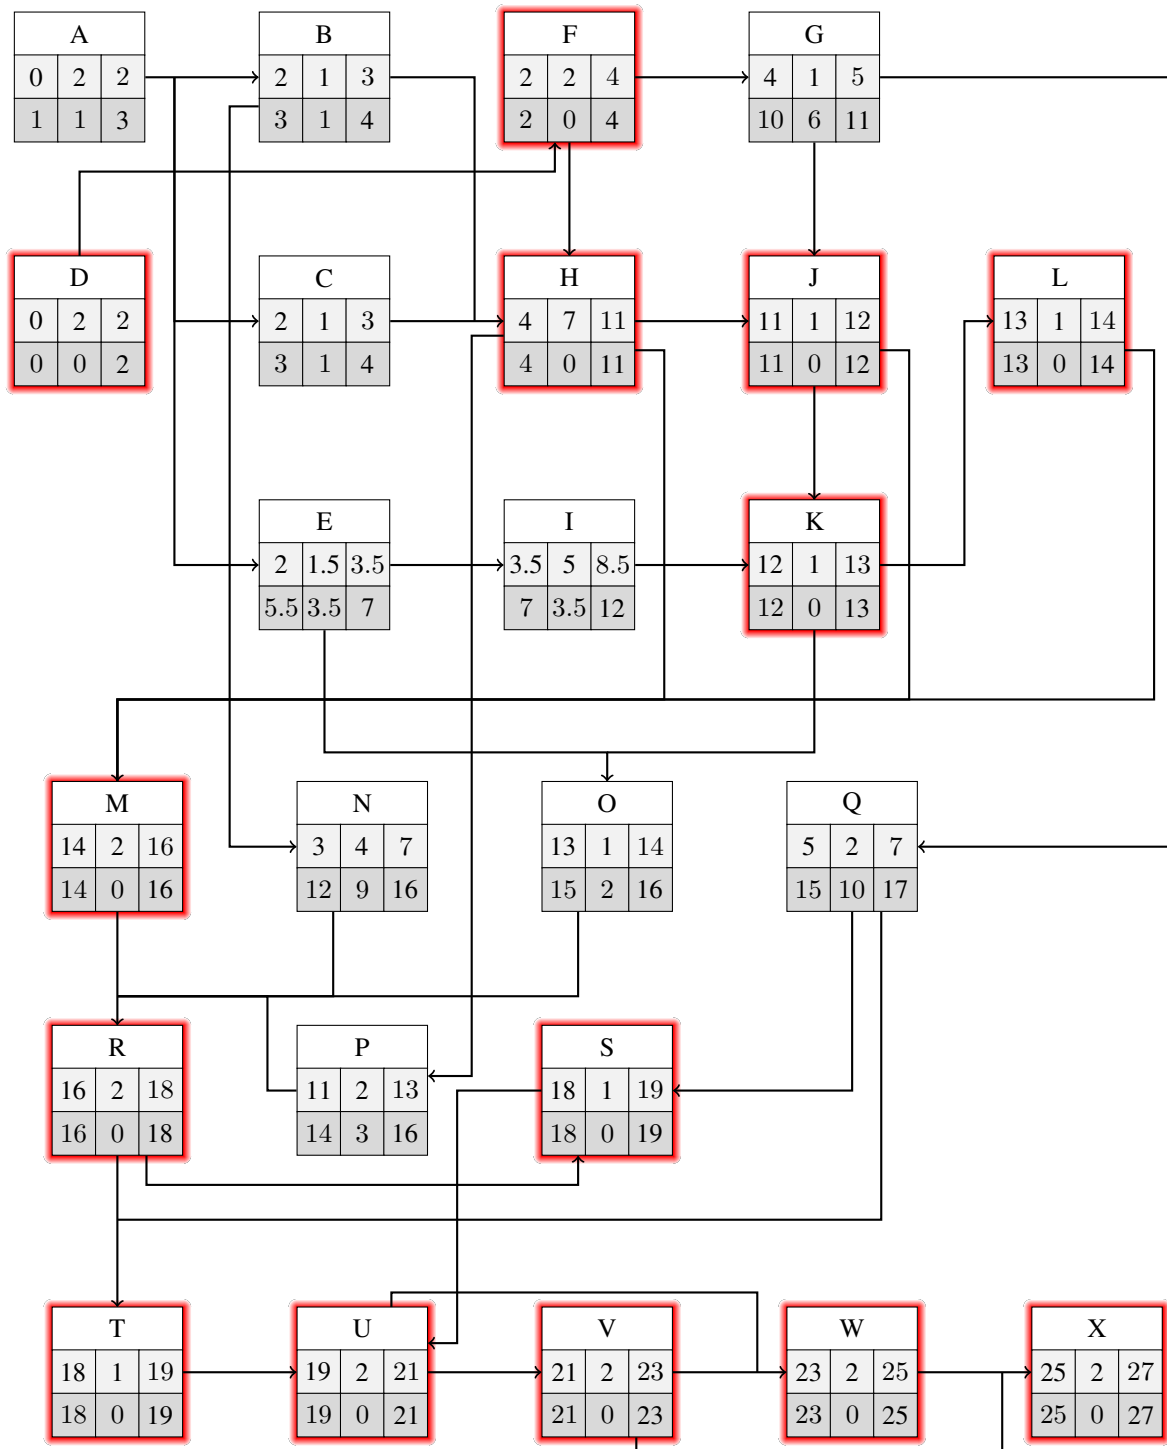 A B F G
0 2 2 2 1 3 2 2 4 4 1 5
1 1 3 3 1 4 2 0 4 10 6 11
D C H J L
0 2 2 2 1 3 4 7 11 11 1 12 13 1 14
0 0 2 3 1 4 4 0 11 11 0 12 13 0 14
E I K
2 1.5 3.5 3.5 5 8.5 12 1 13
5.5 3.5 7 7 3.5 12 12 0 13
M N O Q
14 2 16 3 4 7 13 1 14 5 2 7
14 0 16 12 9 16 15 2 16 15 10 17
R P S
16 2 18 11 2 13 18 1 19
16 0 18 14 3 16 18 0 19
T U V W X
18 1 19 19 2 21 21 2 23 23 2 25 25 2 27
18 0 19 19 0 21 21 0 23 23 0 25 25 0 27